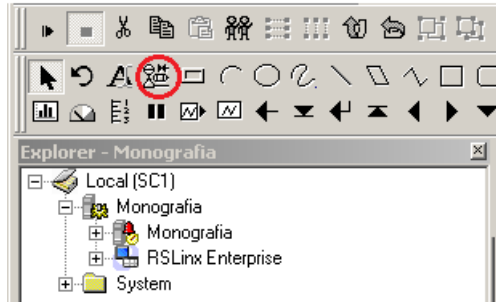 Explorer - Monografia
Local (SC1)
Monografia
Monografia
RSLinx Enterprise
System